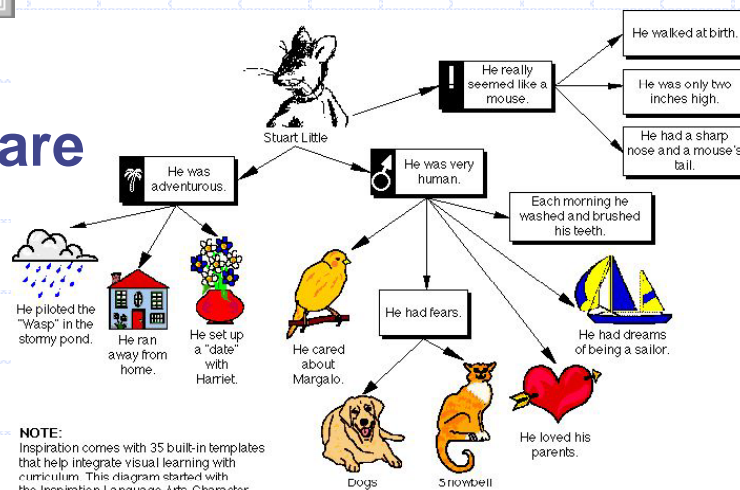 He walked at birth.
He really
seemed like a
mouse.
He was only two
inches high.
He had a sharp
nose and a mouse's
tail.
Stuart Little
are
He was
adventurous.
He was very
human.
Each morning he
washed and brushed
his teeth.
He piloted the
"Wasp" in the
stormy pond.
He ran
away from
home.
He set up
a "date"
with
Harriet.
He cared
about
Margalo.
He had fears.
He had dreams
of being a sailor.
He loved his
parents.
Dogs
Snowbell
NOTE:
Inspiration comes with 35 built-in templates
that help integrate visual learning with
curriculum. This diagram started with
the Inspiration Language Arts Character